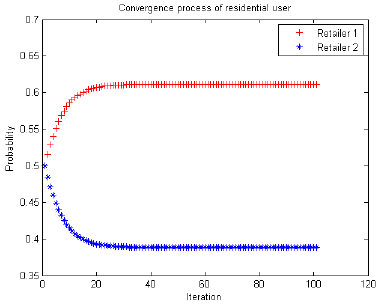 Convergence process of residential user
0.7
0.65
0.6
0.55
0.5
0.45
0.4
0.35
Probability
Retailer 1
Retailer 2
0 20 40 60 80 100 120
Iteration